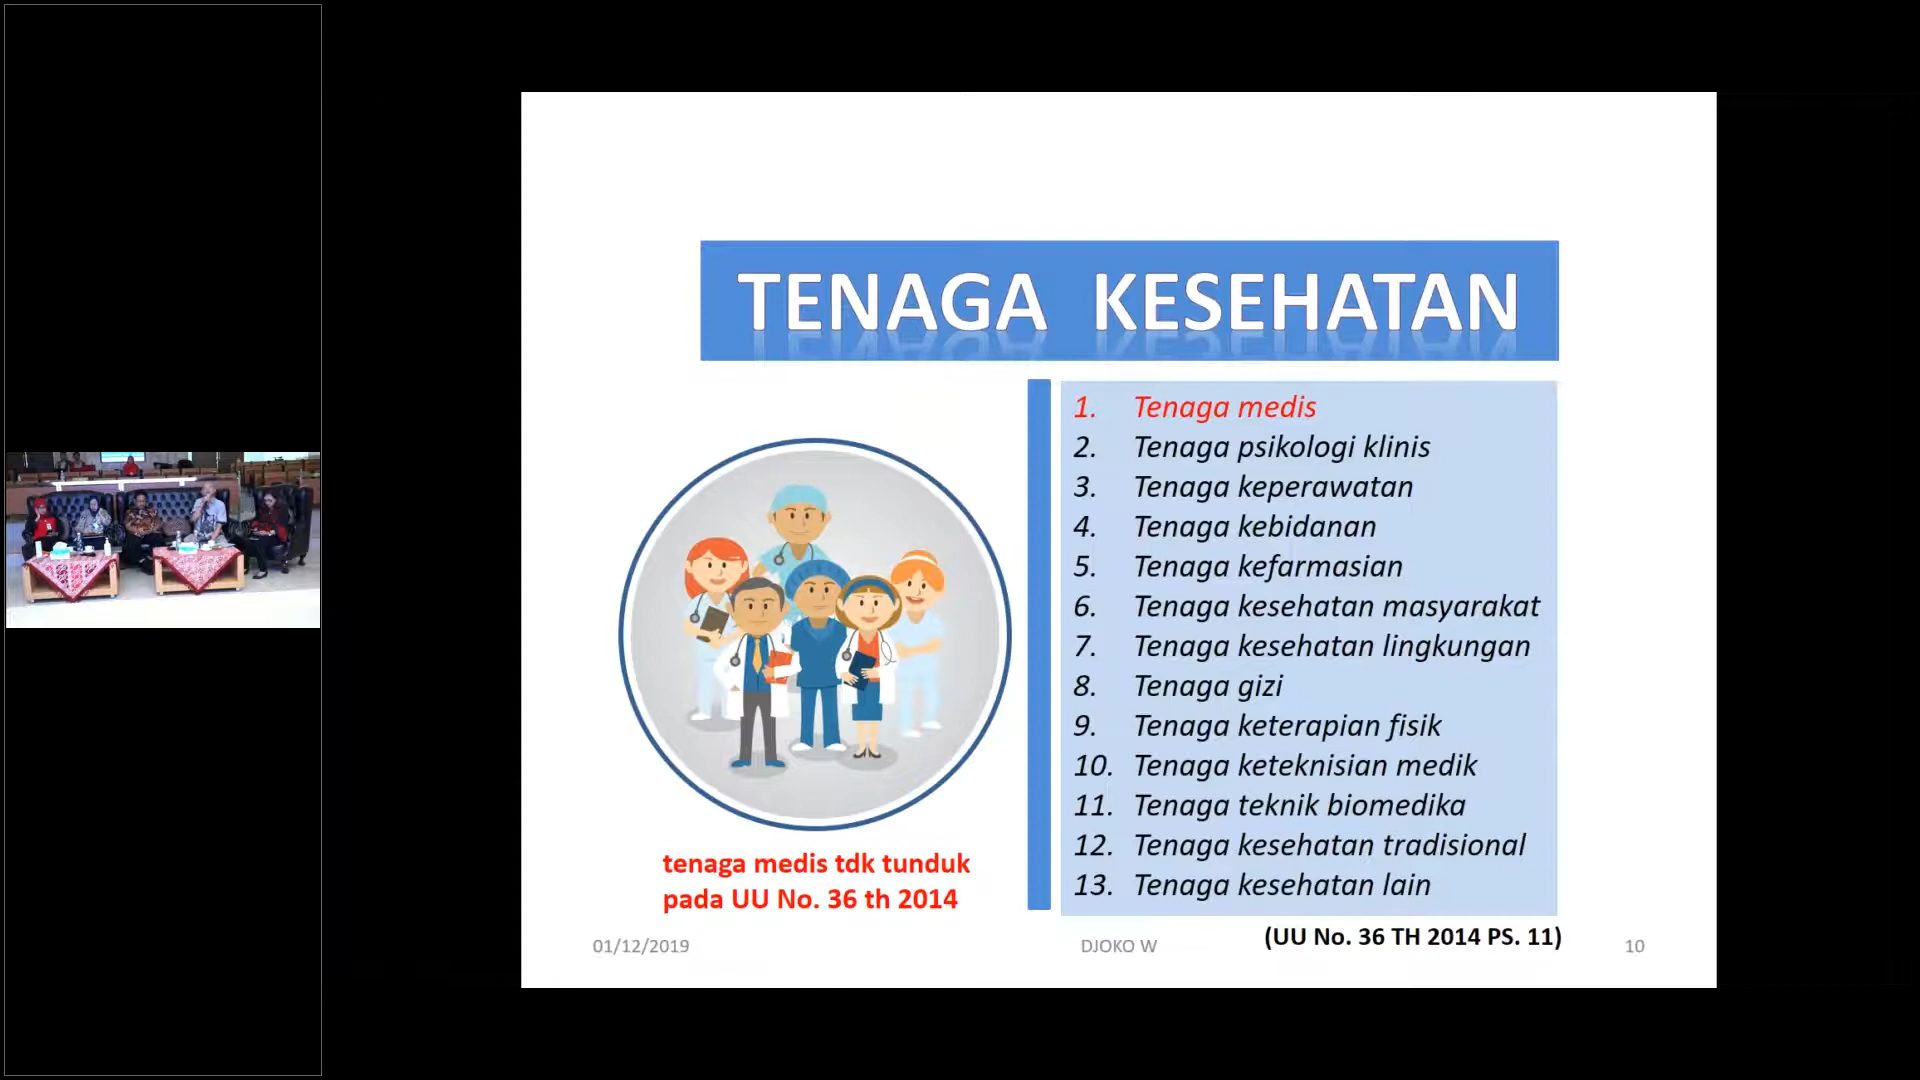 TENAGA KESEHATAN
1. Tenaga medis
2. Tenaga psikologi klinis
3. Tenaga keperawatan
4. Tenaga kebidanan
5. Tenaga kefarmasian
6. Tenaga kesehatan masyarakat
7. Tenaga kesehatan lingkungan
8. Tenaga gizi
9. Tenaga keterapian fisik
10. Tenaga keteknisian medik
11. Tenaga teknik biomedika
12. Tenaga kesehatan tradisional
13. Tenaga kesehatan lain
tenaga medis tdk tunduk
pada UU No. 36 th 2014
(UU No. 36 TH 2014 PS. 11)
01/12/2019
DJOKO W
10